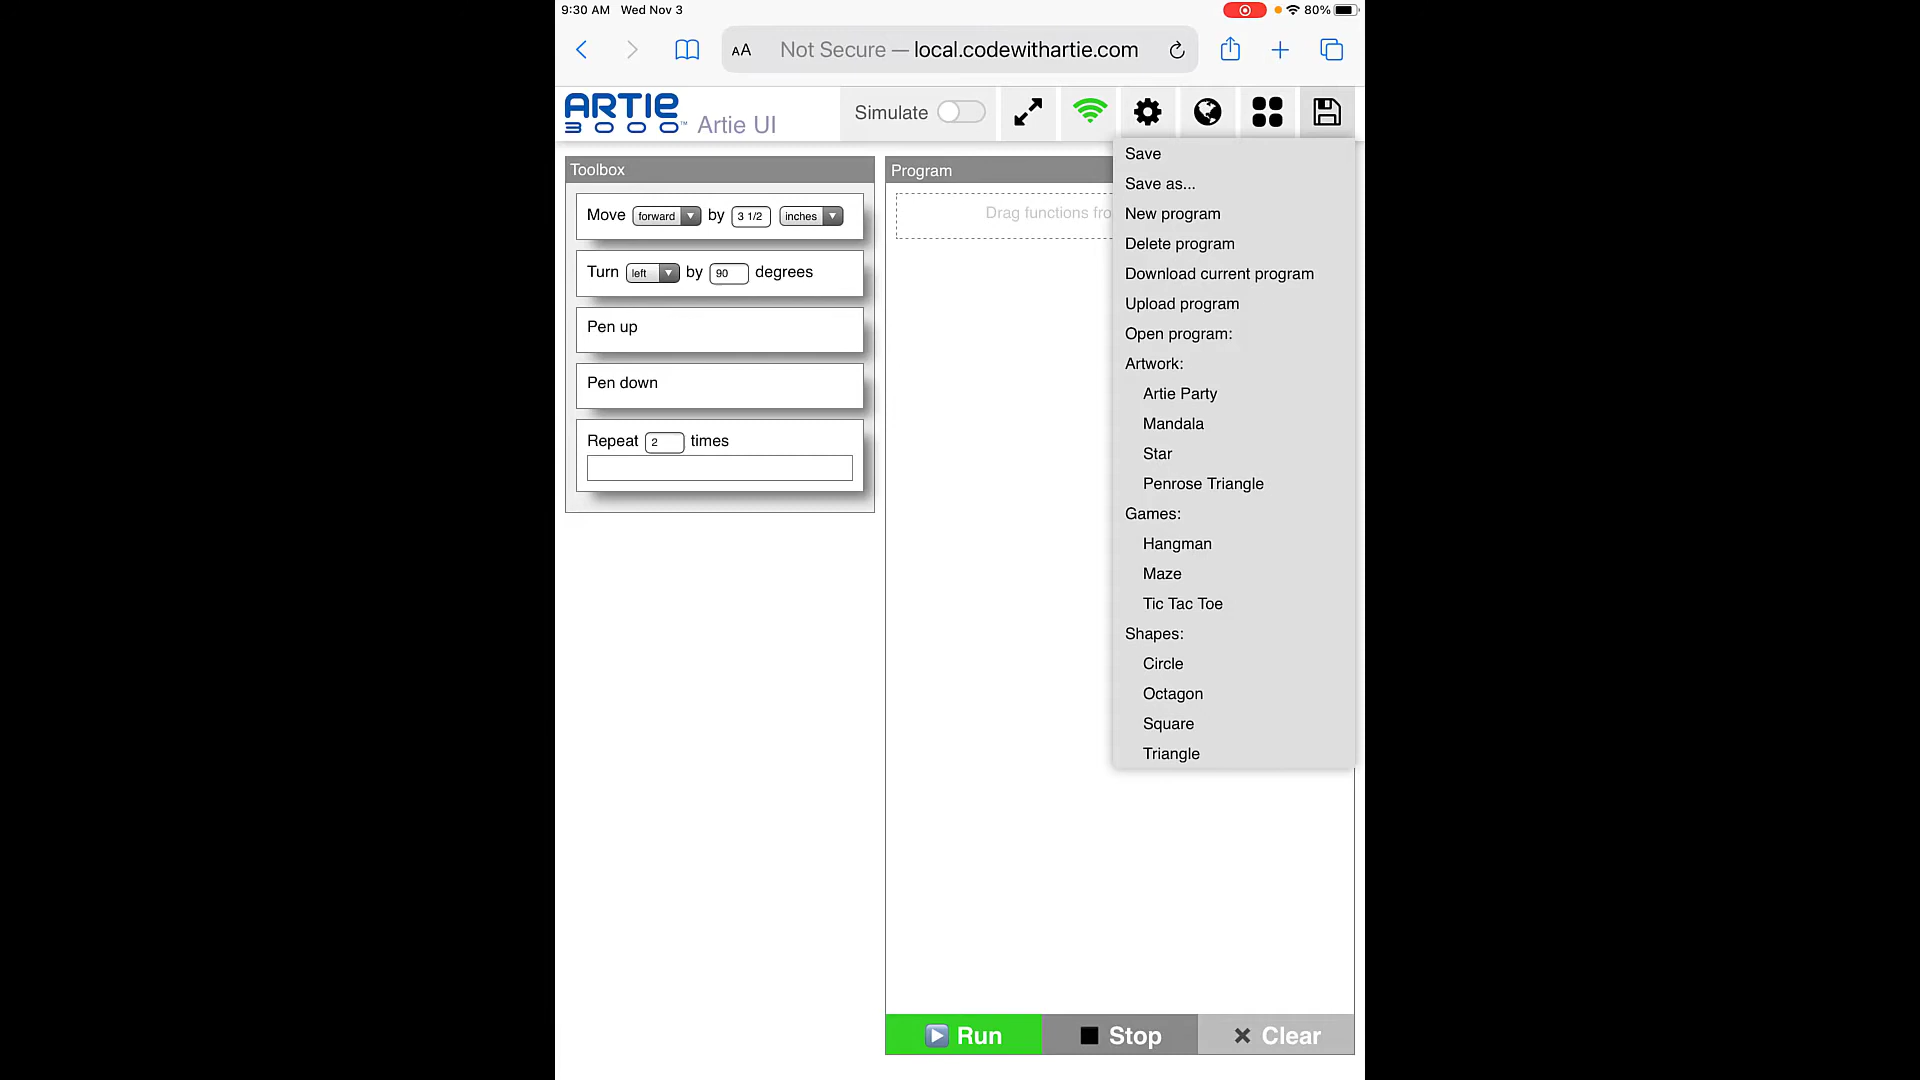 9:30 AM Wed Nov 3
80%
AA Not Secure — local.codewithartie.com
ARTIE
3000™ Artie UI
Simulate
Toolbox
Move forward by 3 1/2 inches
Turn left by 90 degrees
Pen up
Pen down
Repeat 2 times
Program
Drag functions fro
Save
Save as...
New program
Delete program
Download current program
Upload program
Open program:
Artwork:
Artie Party
Mandala
Star
Penrose Triangle
Games:
Hangman
Maze
Tic Tac Toe
Shapes:
Circle
Octagon
Square
Triangle
Run
Stop
Clear